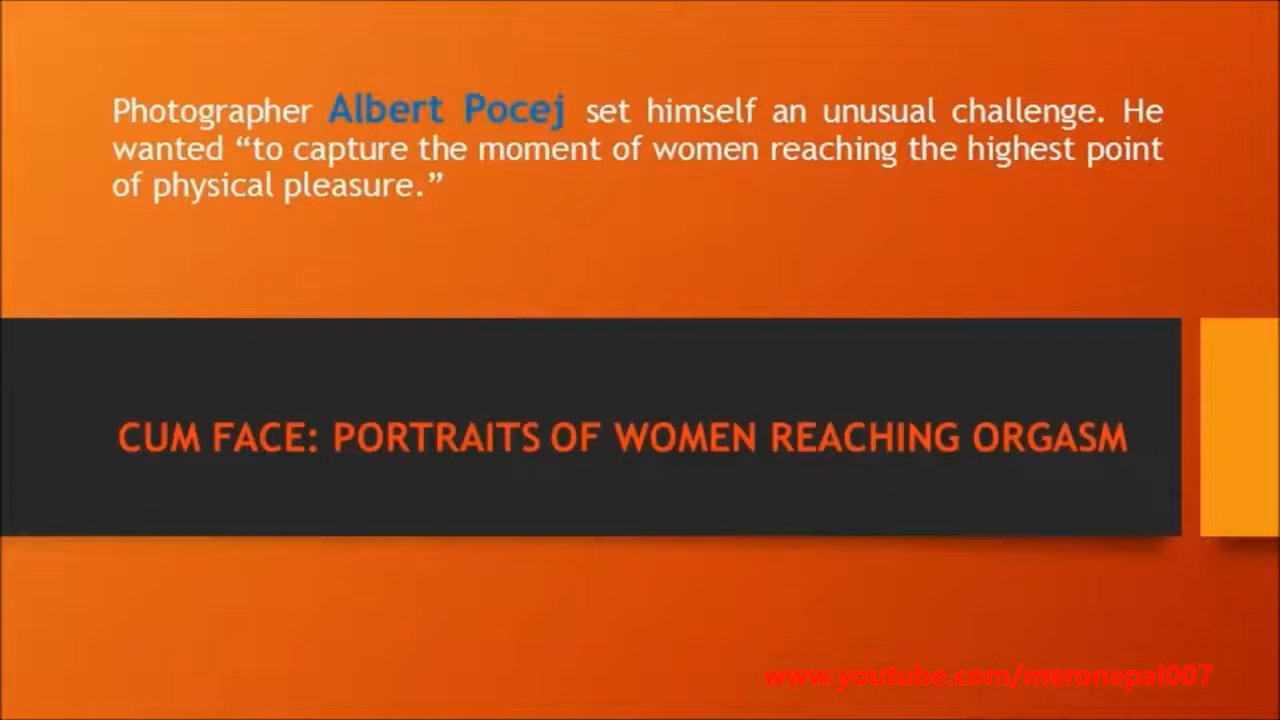 Photographer Albert Pocej set himself an unusual challenge. He
wanted “to capture the moment of women reaching the highest point
of physical pleasure.”
CUM FACE: PORTRAITS OF WOMEN REACHING ORGASM
www.youtube.com/meronepal007